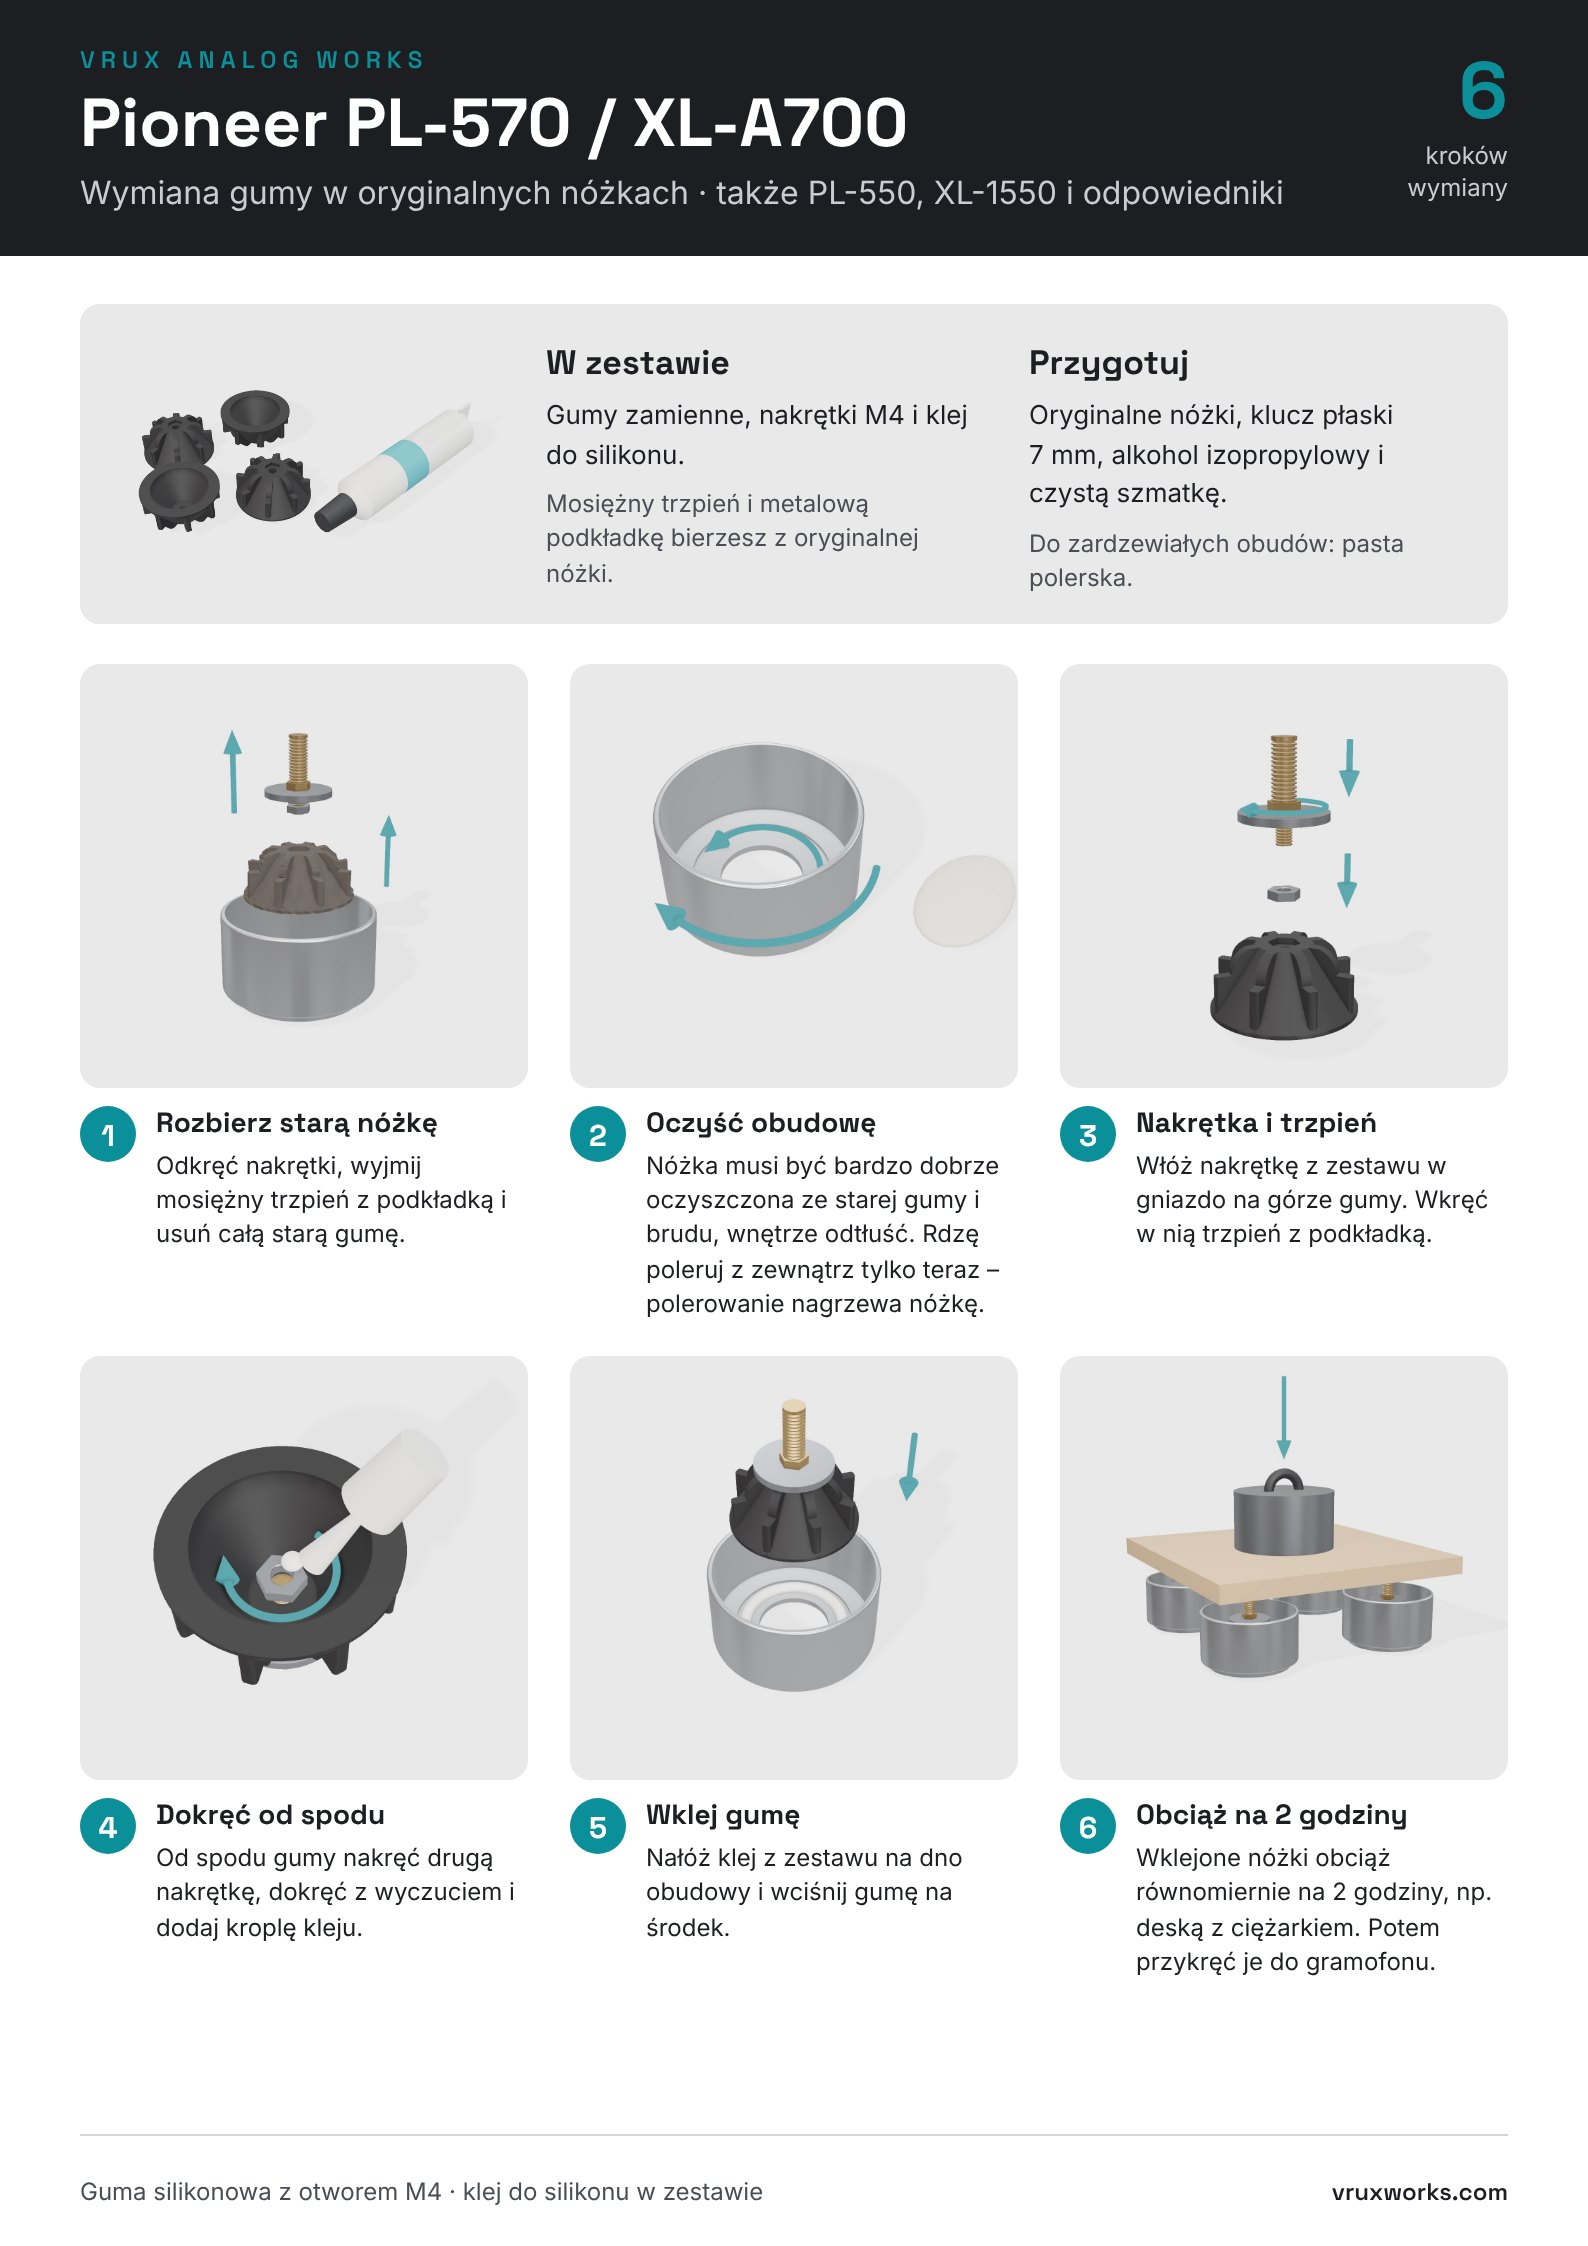 VRUX ANALOG WORKS
Pioneer PL-570 / XL-A700
Wymiana gumy w oryginalnych nóżkach · także PL-550, XL-1550 i odpowiedniki
6
kroków
wymiany
W zestawie
Gumy zamienne, nakrętki M4 i klej
do silikonu.
Mosiężny trzpień i metalową
podkładkę bierzesz z oryginalnej
nóżki.
Przygotuj
Oryginalne nóżki, klucz płaski
7 mm, alkohol izopropylowy i
czystą szmatkę.
Do zardzewiałych obudów: pasta
polerska.
1
Rozbierz starą nóżkę
Odkręć nakrętki, wyjmij
mosiężny trzpień z podkładką i
usuń całą starą gumę.
2
Oczyść obudowę
Nóżka musi być bardzo dobrze
oczyszczona ze starej gumy i
brudu, wnętrze odtłuść. Rdzę
poleruj z zewnątrz tylko teraz –
polerowanie nagrzewa nóżkę.
3
Nakrętka i trzpień
Włóż nakrętkę z zestawu w
gniazdo na górze gumy. Wkręć
w nią trzpień z podkładką.
4
Dokręć od spodu
Od spodu gumy nakręć drugą
nakrętkę, dokręć z wyczuciem i
dodaj kroplę kleju.
5
Wklej gumę
Nałóż klej z zestawu na dno
obudowy i wciśnij gumę na
środek.
6
Obciąż na 2 godziny
Wklejone nóżki obciąż
równomiernie na 2 godziny, np.
deską z ciężarkiem. Potem
przykręć je do gramofonu.
Guma silikonowa z otworem M4 · klej do silikonu w zestawie
vruxworks.com